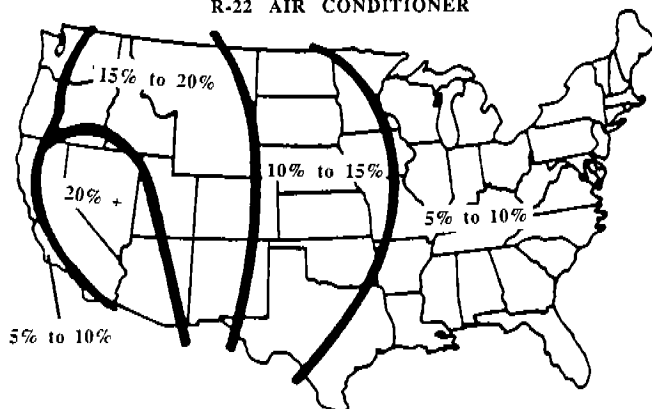 R-22 AIR CONDITIONER
15% to 20%
10% to 15%
20% +
5% to 10%
5% to 10%